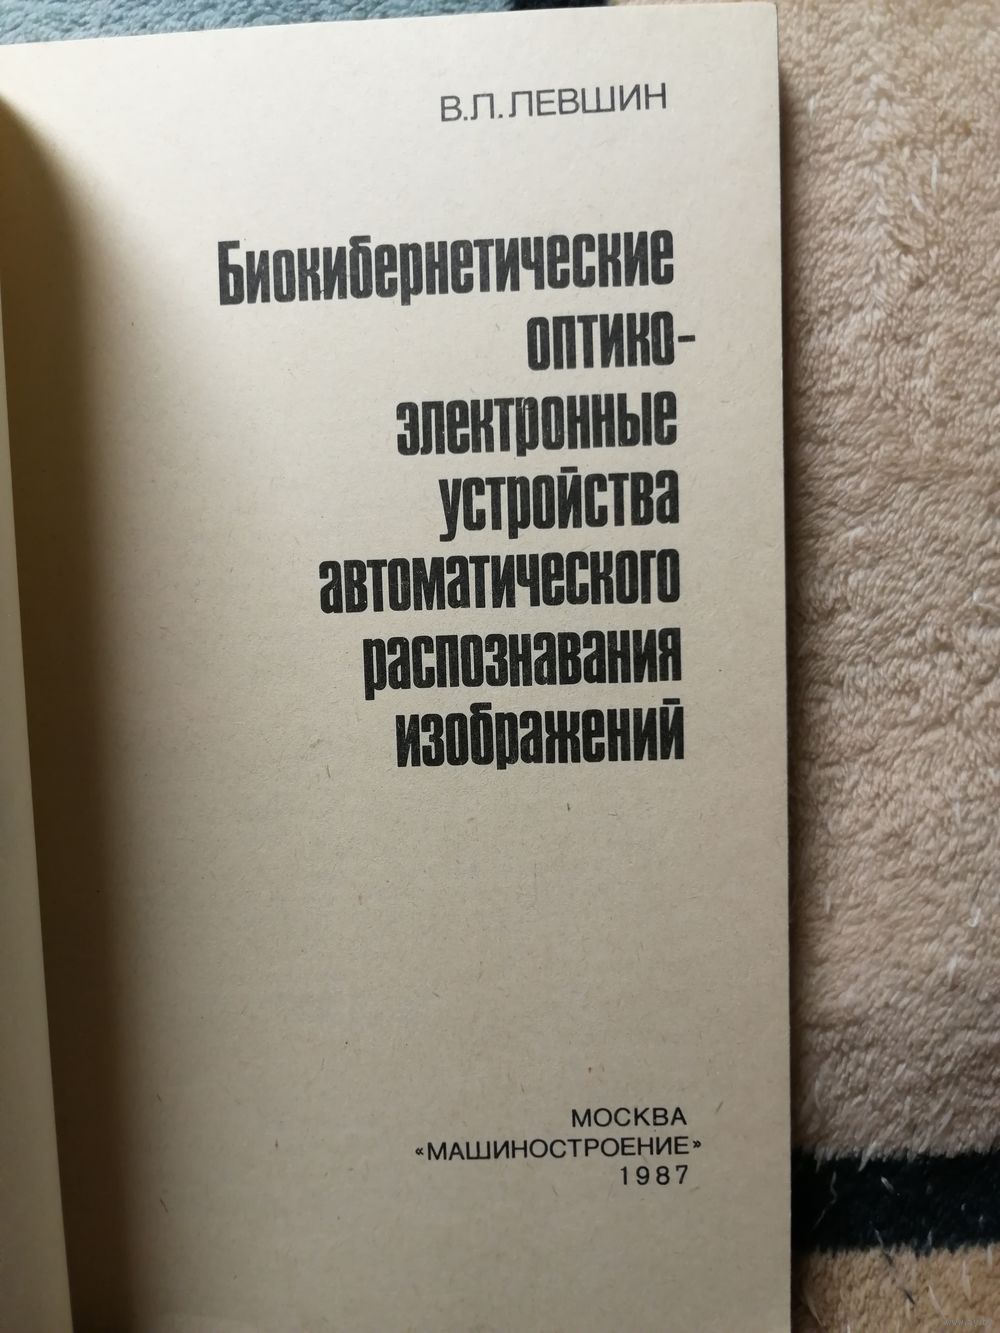 В.Л. ЛЕВШИН
Биокибернетические
оптико-
электронные
устройства
автоматического
распознавания
изображений
МОСКВА
«МАШИНОСТРОЕНИЕ»
1987